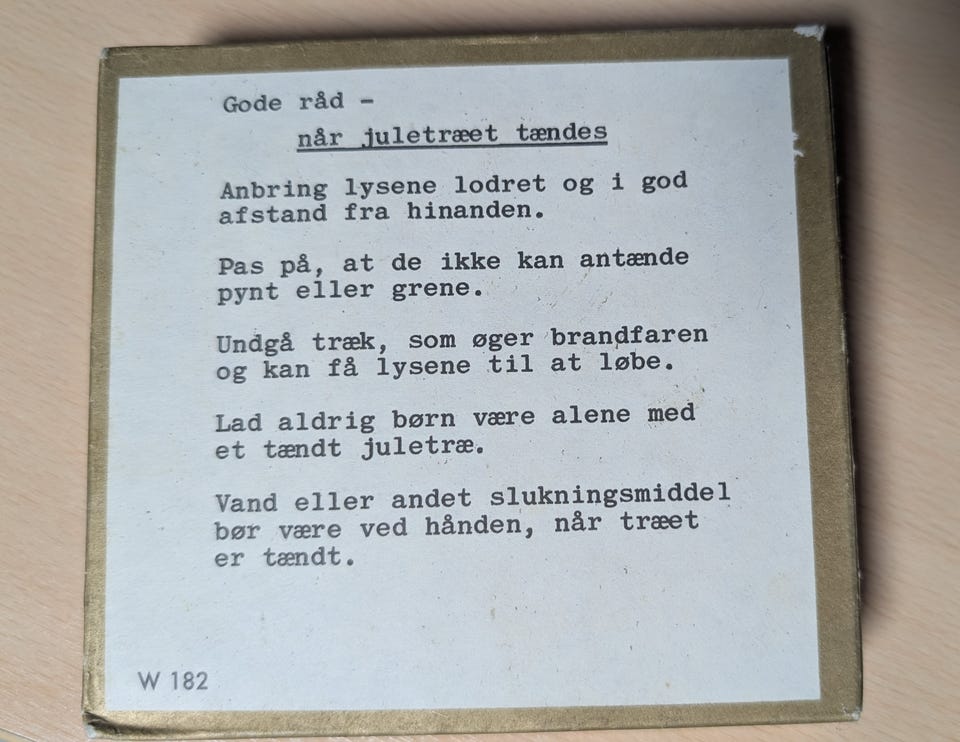 Gode råd -
når juletræet tændes
Anbring lysene lodret og i god
afstand fra hinanden.
Pas på, at de ikke kan antænde
pynt eller grene.
Undgå træk, som øger brandfaren
og kan få lysene til at løbe.
Lad aldrig børn være alene med
et tændt juletræ.
Vand eller andet slukningsmiddel
bør være ved hånden, når træet
er tændt.
W 182